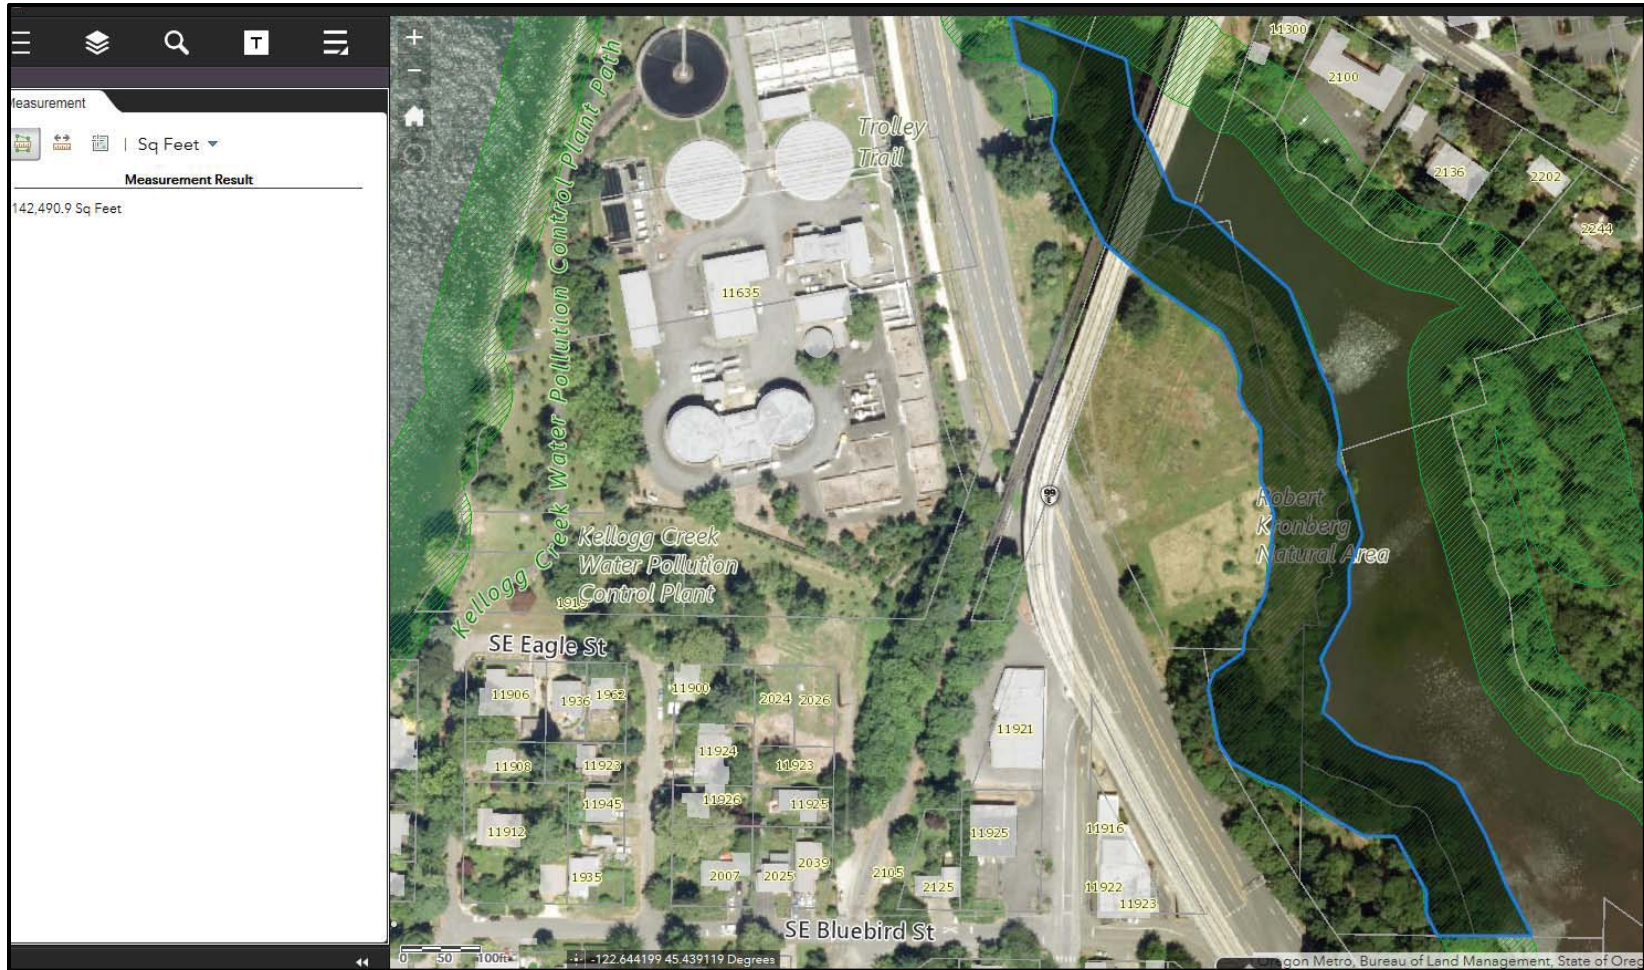 T
Measurement
Sq Feet
Measurement Result
142,490.9 Sq Feet
+
−
Kellogg Creek Water Pollution Control Plant Path
Trolley
Trail
11300
2100
2136
2202
2244
11635
99
E
Robert
Kronberg
Natural Area
Kellogg Creek
Water Pollution
Control Plant
SE Eagle St
11906
1936
1962
11900
2024
2026
11921
11908
11923
11924
11923
11945
11926
11925
11912
11925
11916
1935
2007
2025
2039
2105
2125
11922
11923
SE Bluebird St
0 50 100ft
-122.644199 45.439119 Degrees
Oregon Metro, Bureau of Land Management, State of Oreg